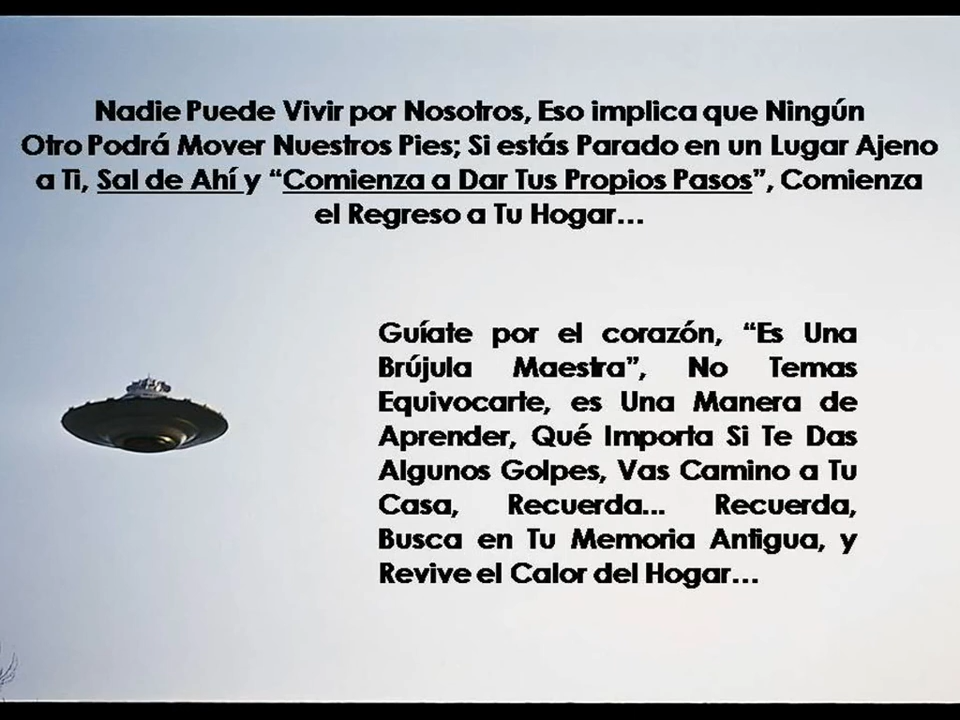 Nadie Puede Vivir por Nosotros, Eso implica que Ningún
Otro Podrá Mover Nuestros Pies; Si estás Parado en un Lugar Ajeno
a Ti, Sal de Ahí y “Comienza a Dar Tus Propios Pasos”, Comienza
el Regreso a Tu Hogar...
Guíate por el corazón, “Es Una
Brújula Maestra”, No Temas
Equivocarte, es Una Manera de
Aprender, Qué Importa Si Te Das
Algunos Golpes, Vas Camino a Tu
Casa, Recuerda... Recuerda,
Busca en Tu Memoria Antigua, y
Revive el Calor del Hogar...